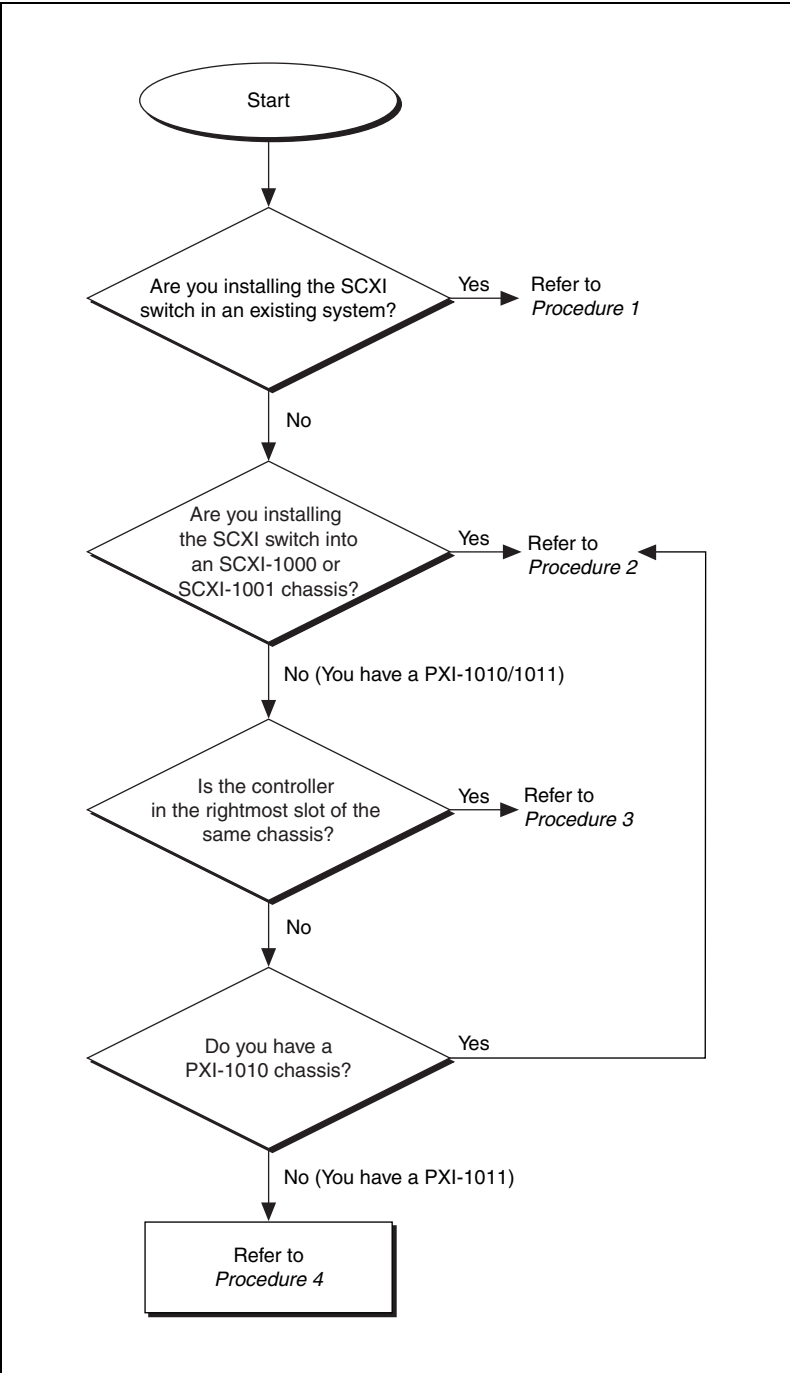 Start
Are you installing the SCXI
switch in an existing system?
Yes
Refer to
Procedure 1
No
Are you installing
the SCXI switch into
an SCXI-1000 or
SCXI-1001 chassis?
Yes
Refer to
Procedure 2
No (You have a PXI-1010/1011)
Is the controller
in the rightmost slot of the
same chassis?
Yes
Refer to
Procedure 3
No
Do you have a
PXI-1010 chassis?
Yes
No (You have a PXI-1011)
Refer to
Procedure 4